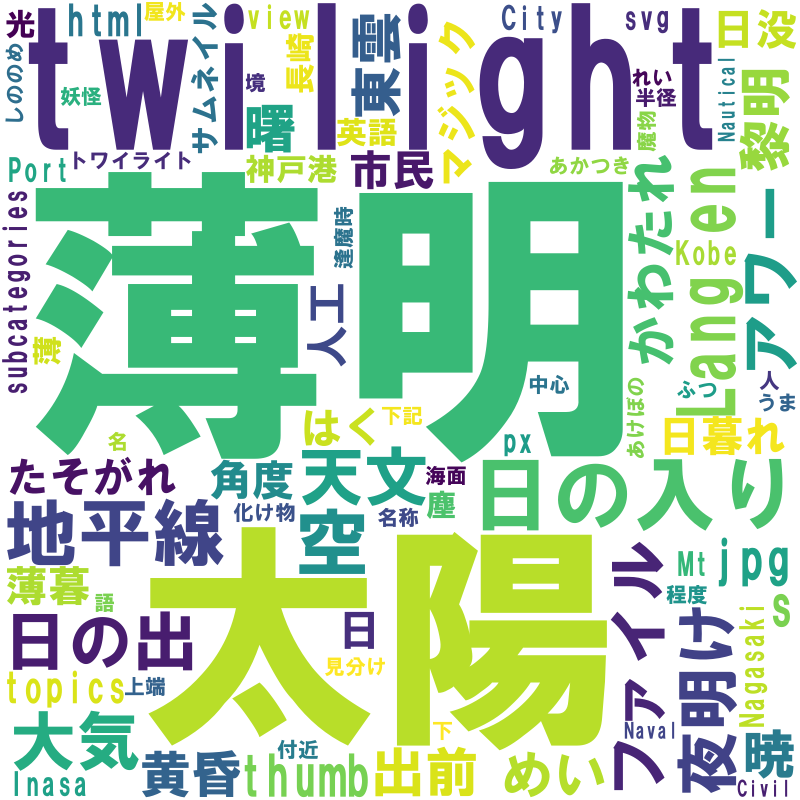 光
html
屋外
view
City
svg
日没
twilight
しののめ
妖怪
サムネイル
境
曙
長崎
英語
東雲
マジック
れい
半径
魔物
Nautical
黎明
Port
トワイライト
神戸港
市民
あかつき
subcategories
薄明
薄
逢魔時
人工
かわたれ
Kobe
Lang
en
アワー
中心
ふつ
人
うま
あけぼの
名
はく
下記
px
日暮れ
たそがれ
角度
天文
海面
日の入り
地平線
化け物
空
名称
塵
薄暮
語
太陽
ファイル
Mt
jpg
程度
s
日の出
日
見分け
夜明け
Nagasaki
topics
上端
大気
黄昏
付近
下
Naval
暁
Inasa
thumb
出前
めい
Civil